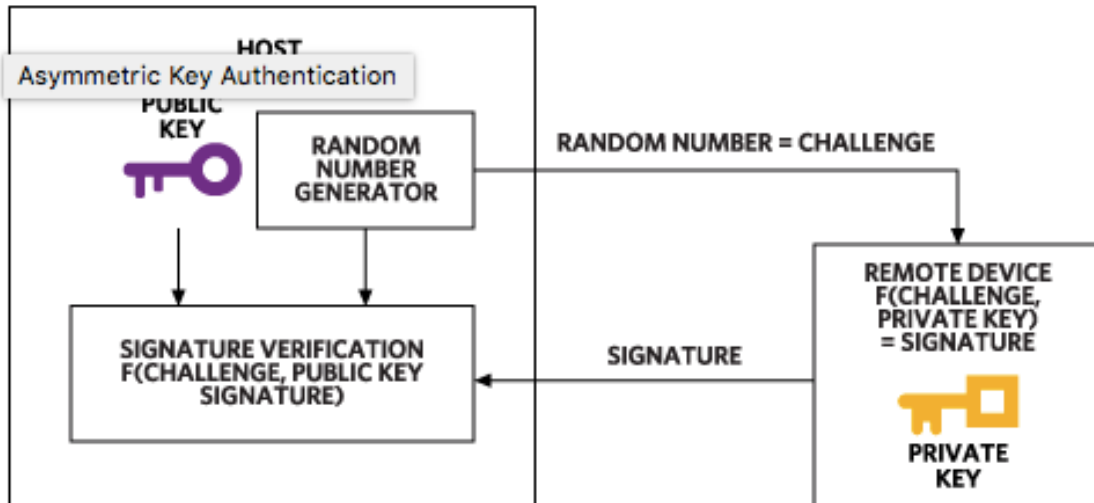 HOST
Asymmetric Key Authentication
PUBLIC
KEY
RANDOM
NUMBER
GENERATOR
RANDOM NUMBER = CHALLENGE
REMOTE DEVICE
F(CHALLENGE,
PRIVATE KEY)
= SIGNATURE
SIGNATURE VERIFICATION
F(CHALLENGE, PUBLIC KEY
SIGNATURE)
SIGNATURE
PRIVATE
KEY